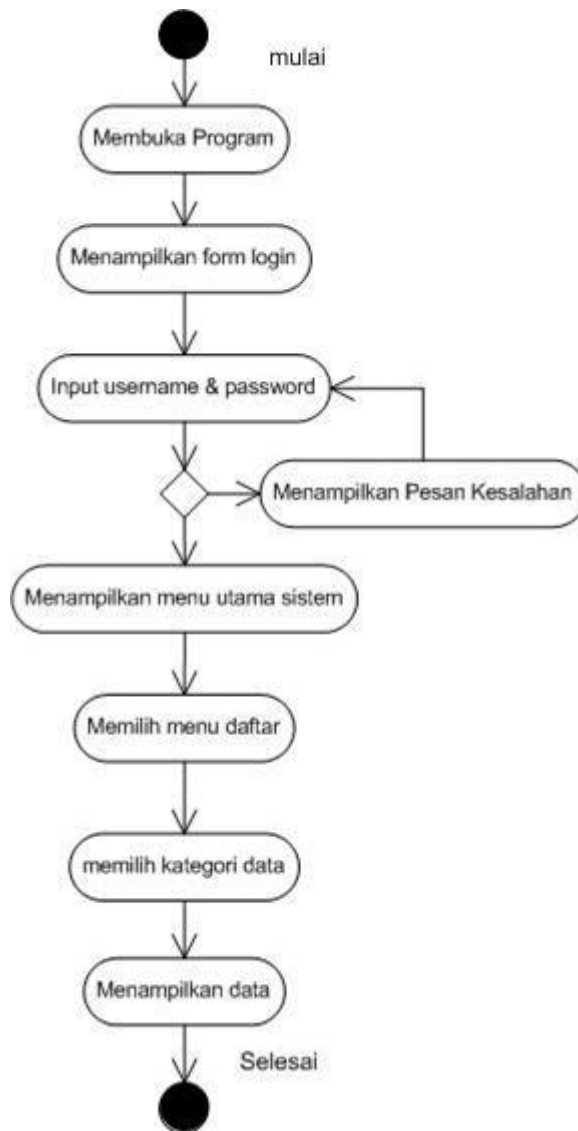 mulai
Membuka Program
Menampilkan form login
Input username & password
Menampilkan Pesan Kesalahan
Menampilkan menu utama sistem
Memilih menu daftar
memilih kategori data
Menampilkan data
Selesai